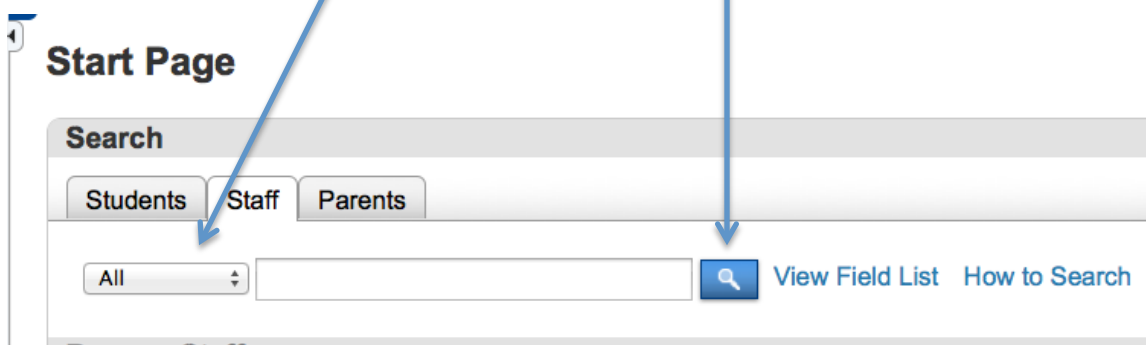 Start Page
Search
Students Staff Parents
All View Field List How to Search